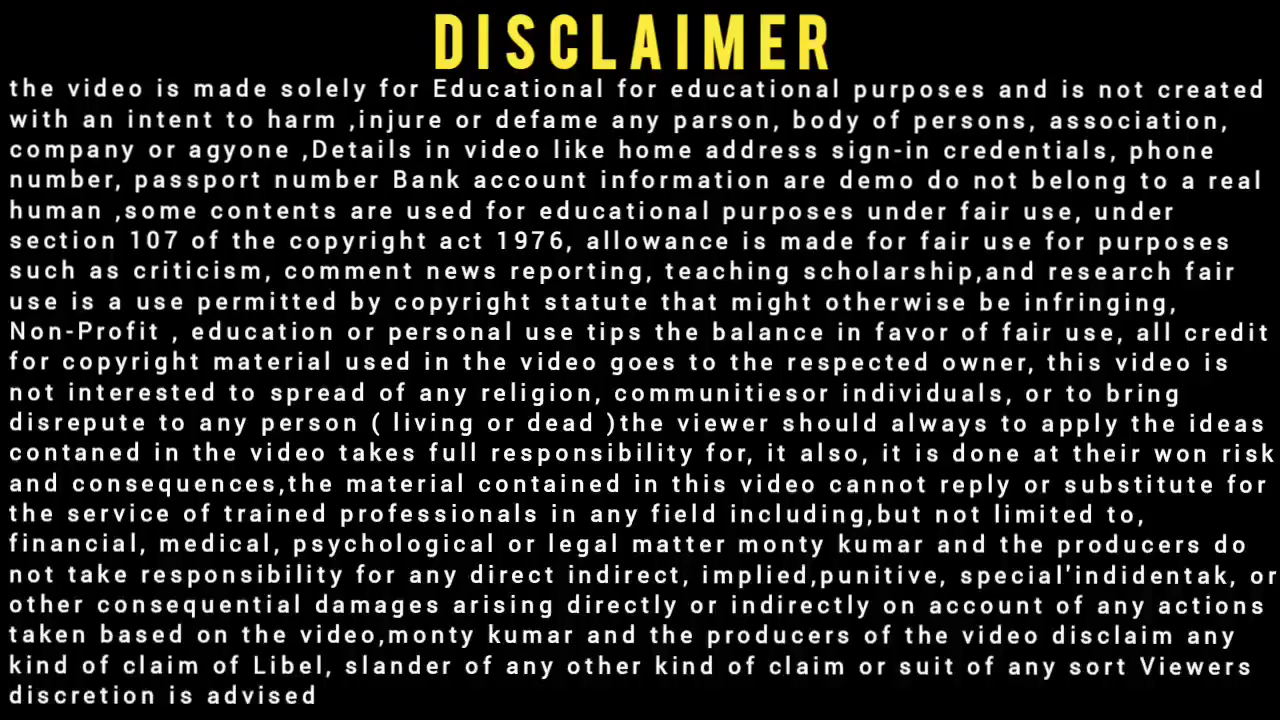 DISCLAIMER
the video is made solely for Educational for educational purposes and is not created
with an intent to harm ,injure or defame any parson, body of persons, association,
company or agyone ,Details in video like home address sign-in credentials, phone
number, passport number Bank account information are demo do not belong to a real
human ,some contents are used for educational purposes under fair use, under
section 107 of the copyright act 1976, allowance is made for fair use for purposes
such as criticism, comment news reporting, teaching scholarship,and research fair
use is a use permitted by copyright statute that might otherwise be infringing,
Non-Profit , education or personal use tips the balance in favor of fair use, all credit
for copyright material used in the video goes to the respected owner, this video is
not interested to spread of any religion, communitiesor individuals, or to bring
disrepute to any person ( living or dead )the viewer should always to apply the ideas
contaned in the video takes full responsibility for, it also, it is done at their won risk
and consequences,the material contained in this video cannot reply or substitute for
the service of trained professionals in any field including,but not limited to,
financial, medical, psychological or legal matter monty kumar and the producers do
not take responsibility for any direct indirect, implied,punitive, special'indidentak, or
other consequential damages arising directly or indirectly on account of any actions
taken based on the video,monty kumar and the producers of the video disclaim any
kind of claim of Libel, slander of any other kind of claim or suit of any sort Viewers
discretion is advised